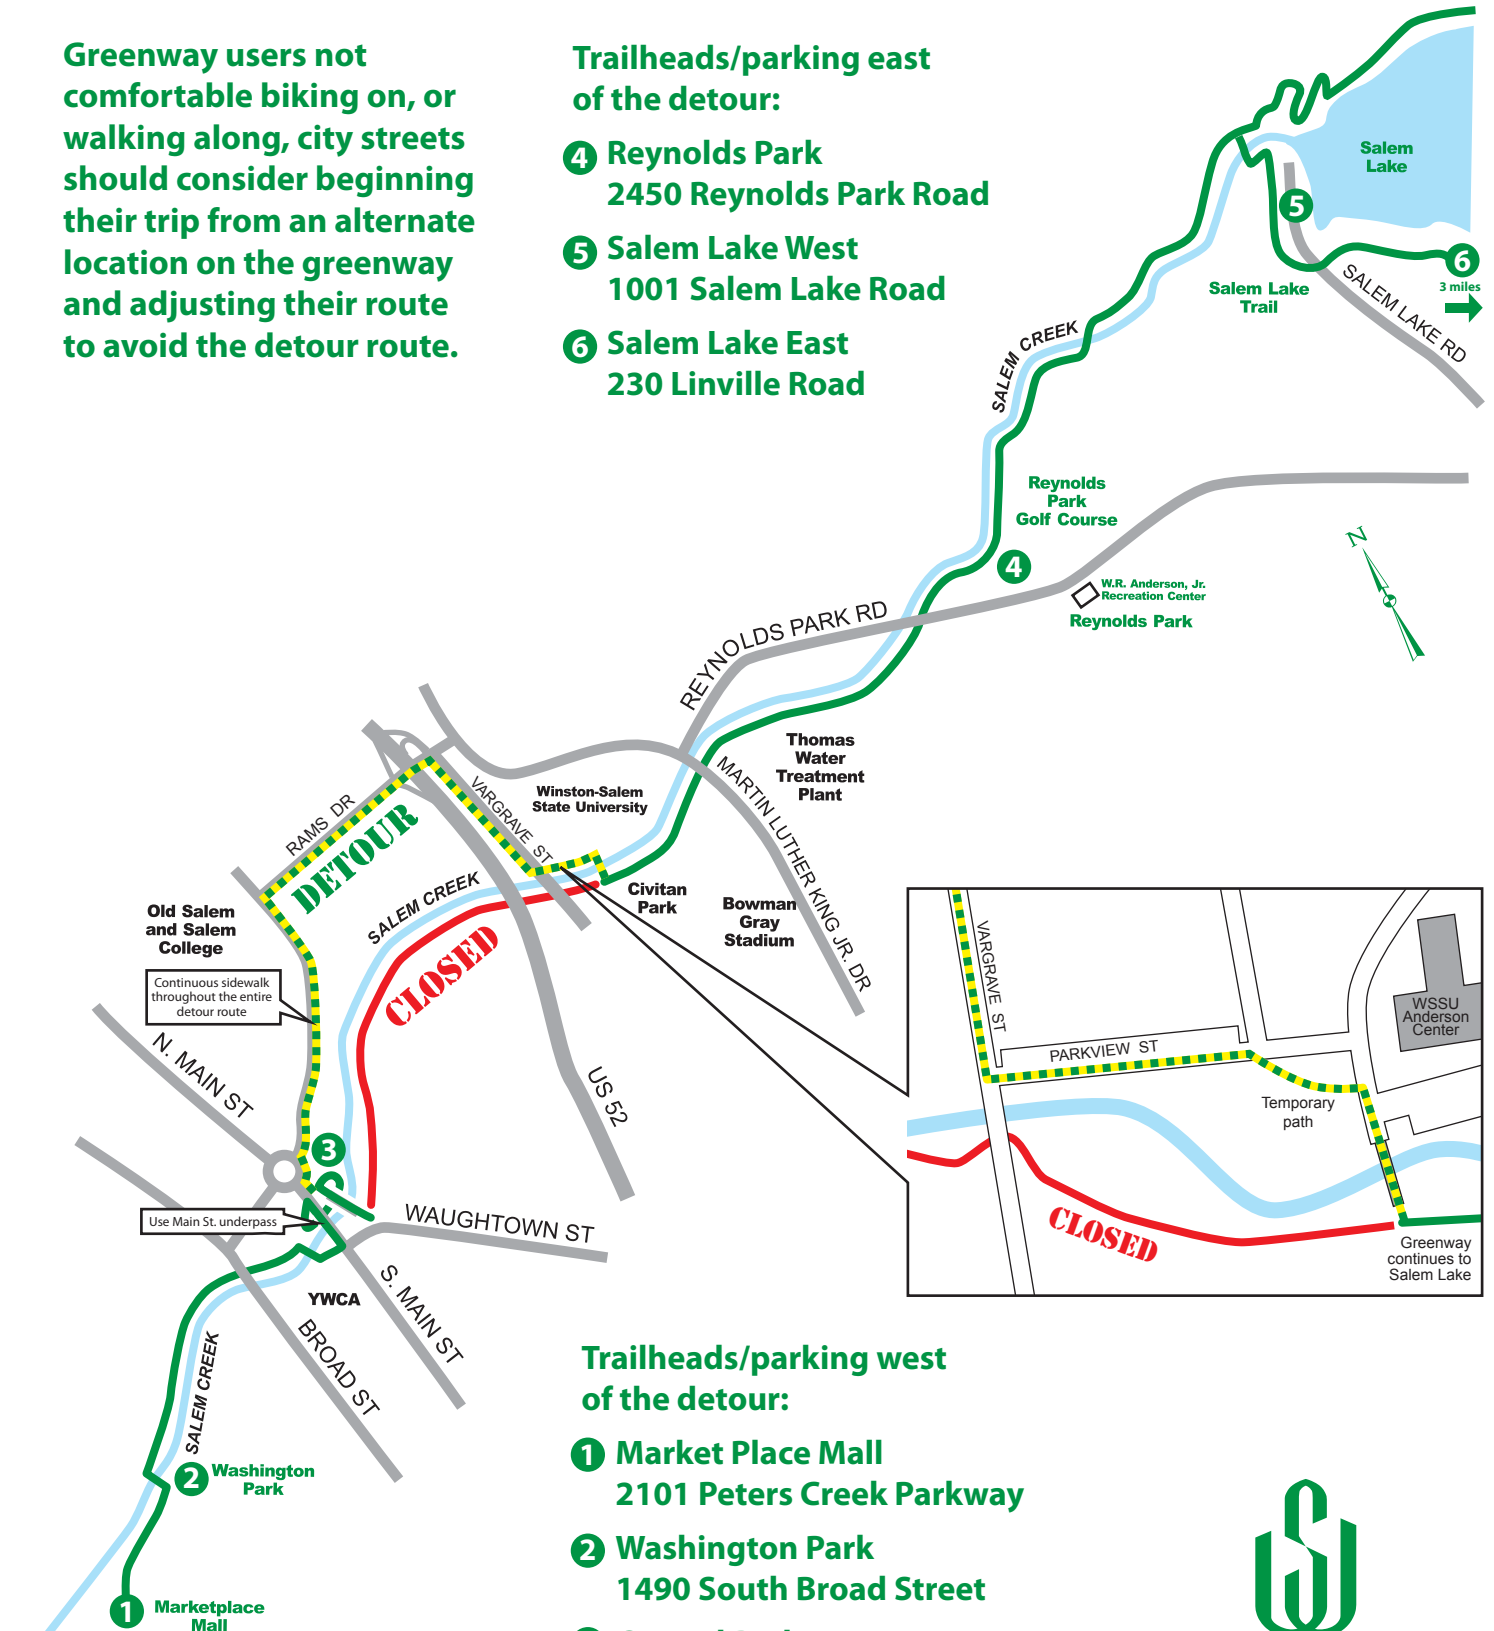 Greenway users not
comfortable biking on, or
walking along, city streets
should consider beginning
their trip from an alternate
location on the greenway
and adjusting their route
to avoid the detour route.
Trailheads/parking east
of the detour:
4 Reynolds Park
2450 Reynolds Park Road
5 Salem Lake West
1001 Salem Lake Road
6 Salem Lake East
230 Linville Road
Salem
Lake
5
6
3 miles
Salem Lake
Trail
SALEM LAKE RD
SALEM CREEK
Reynolds
Park
Golf Course
4
N
W.R. Anderson, Jr.
Recreation Center
Reynolds Park
REYNOLDS PARK RD
Thomas
Water
Treatment
Plant
MARTIN LUTHER KING JR. DR
Winston-Salem
State University
VARGRAVE ST
RAMS DR
DETOUR
SALEM CREEK
Civitan
Park
Bowman
Gray
Stadium
Old Salem
and Salem
College
CLOSED
Continuous sidewalk
throughout the entire
detour route
N. MAIN ST
US 52
3
Use Main St. underpass
WAUGHTOWN ST
YWCA
S. MAIN ST
BROAD ST
SALEM CREEK
2 Washington
Park
1 Marketplace
Mall
VARGRAVE ST
WSSU
Anderson
Center
PARKVIEW ST
Temporary
path
CLOSED
Greenway
continues to
Salem Lake
Trailheads/parking west
of the detour:
1 Market Place Mall
2101 Peters Creek Parkway
2 Washington Park
1490 South Broad Street